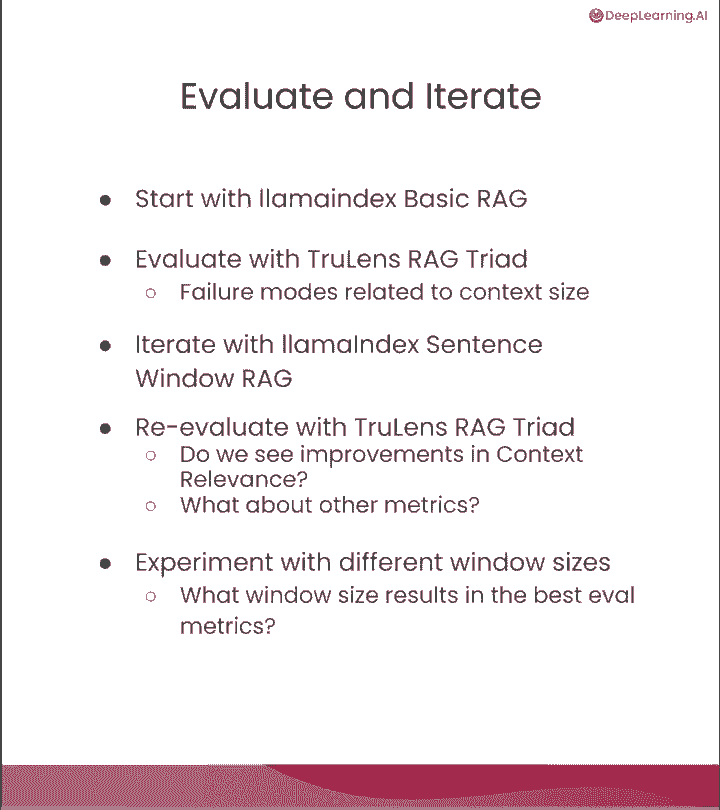 DeepLearning.AI
Evaluate and Iterate
● Start with llamaindex Basic RAG
● Evaluate with TruLens RAG Triad
○ Failure modes related to context size
● Iterate with llamaIndex Sentence
Window RAG
● Re-evaluate with TruLens RAG Triad
○ Do we see improvements in Context
Relevance?
○ What about other metrics?
● Experiment with different window sizes
○ What window size results in the best eval
metrics?